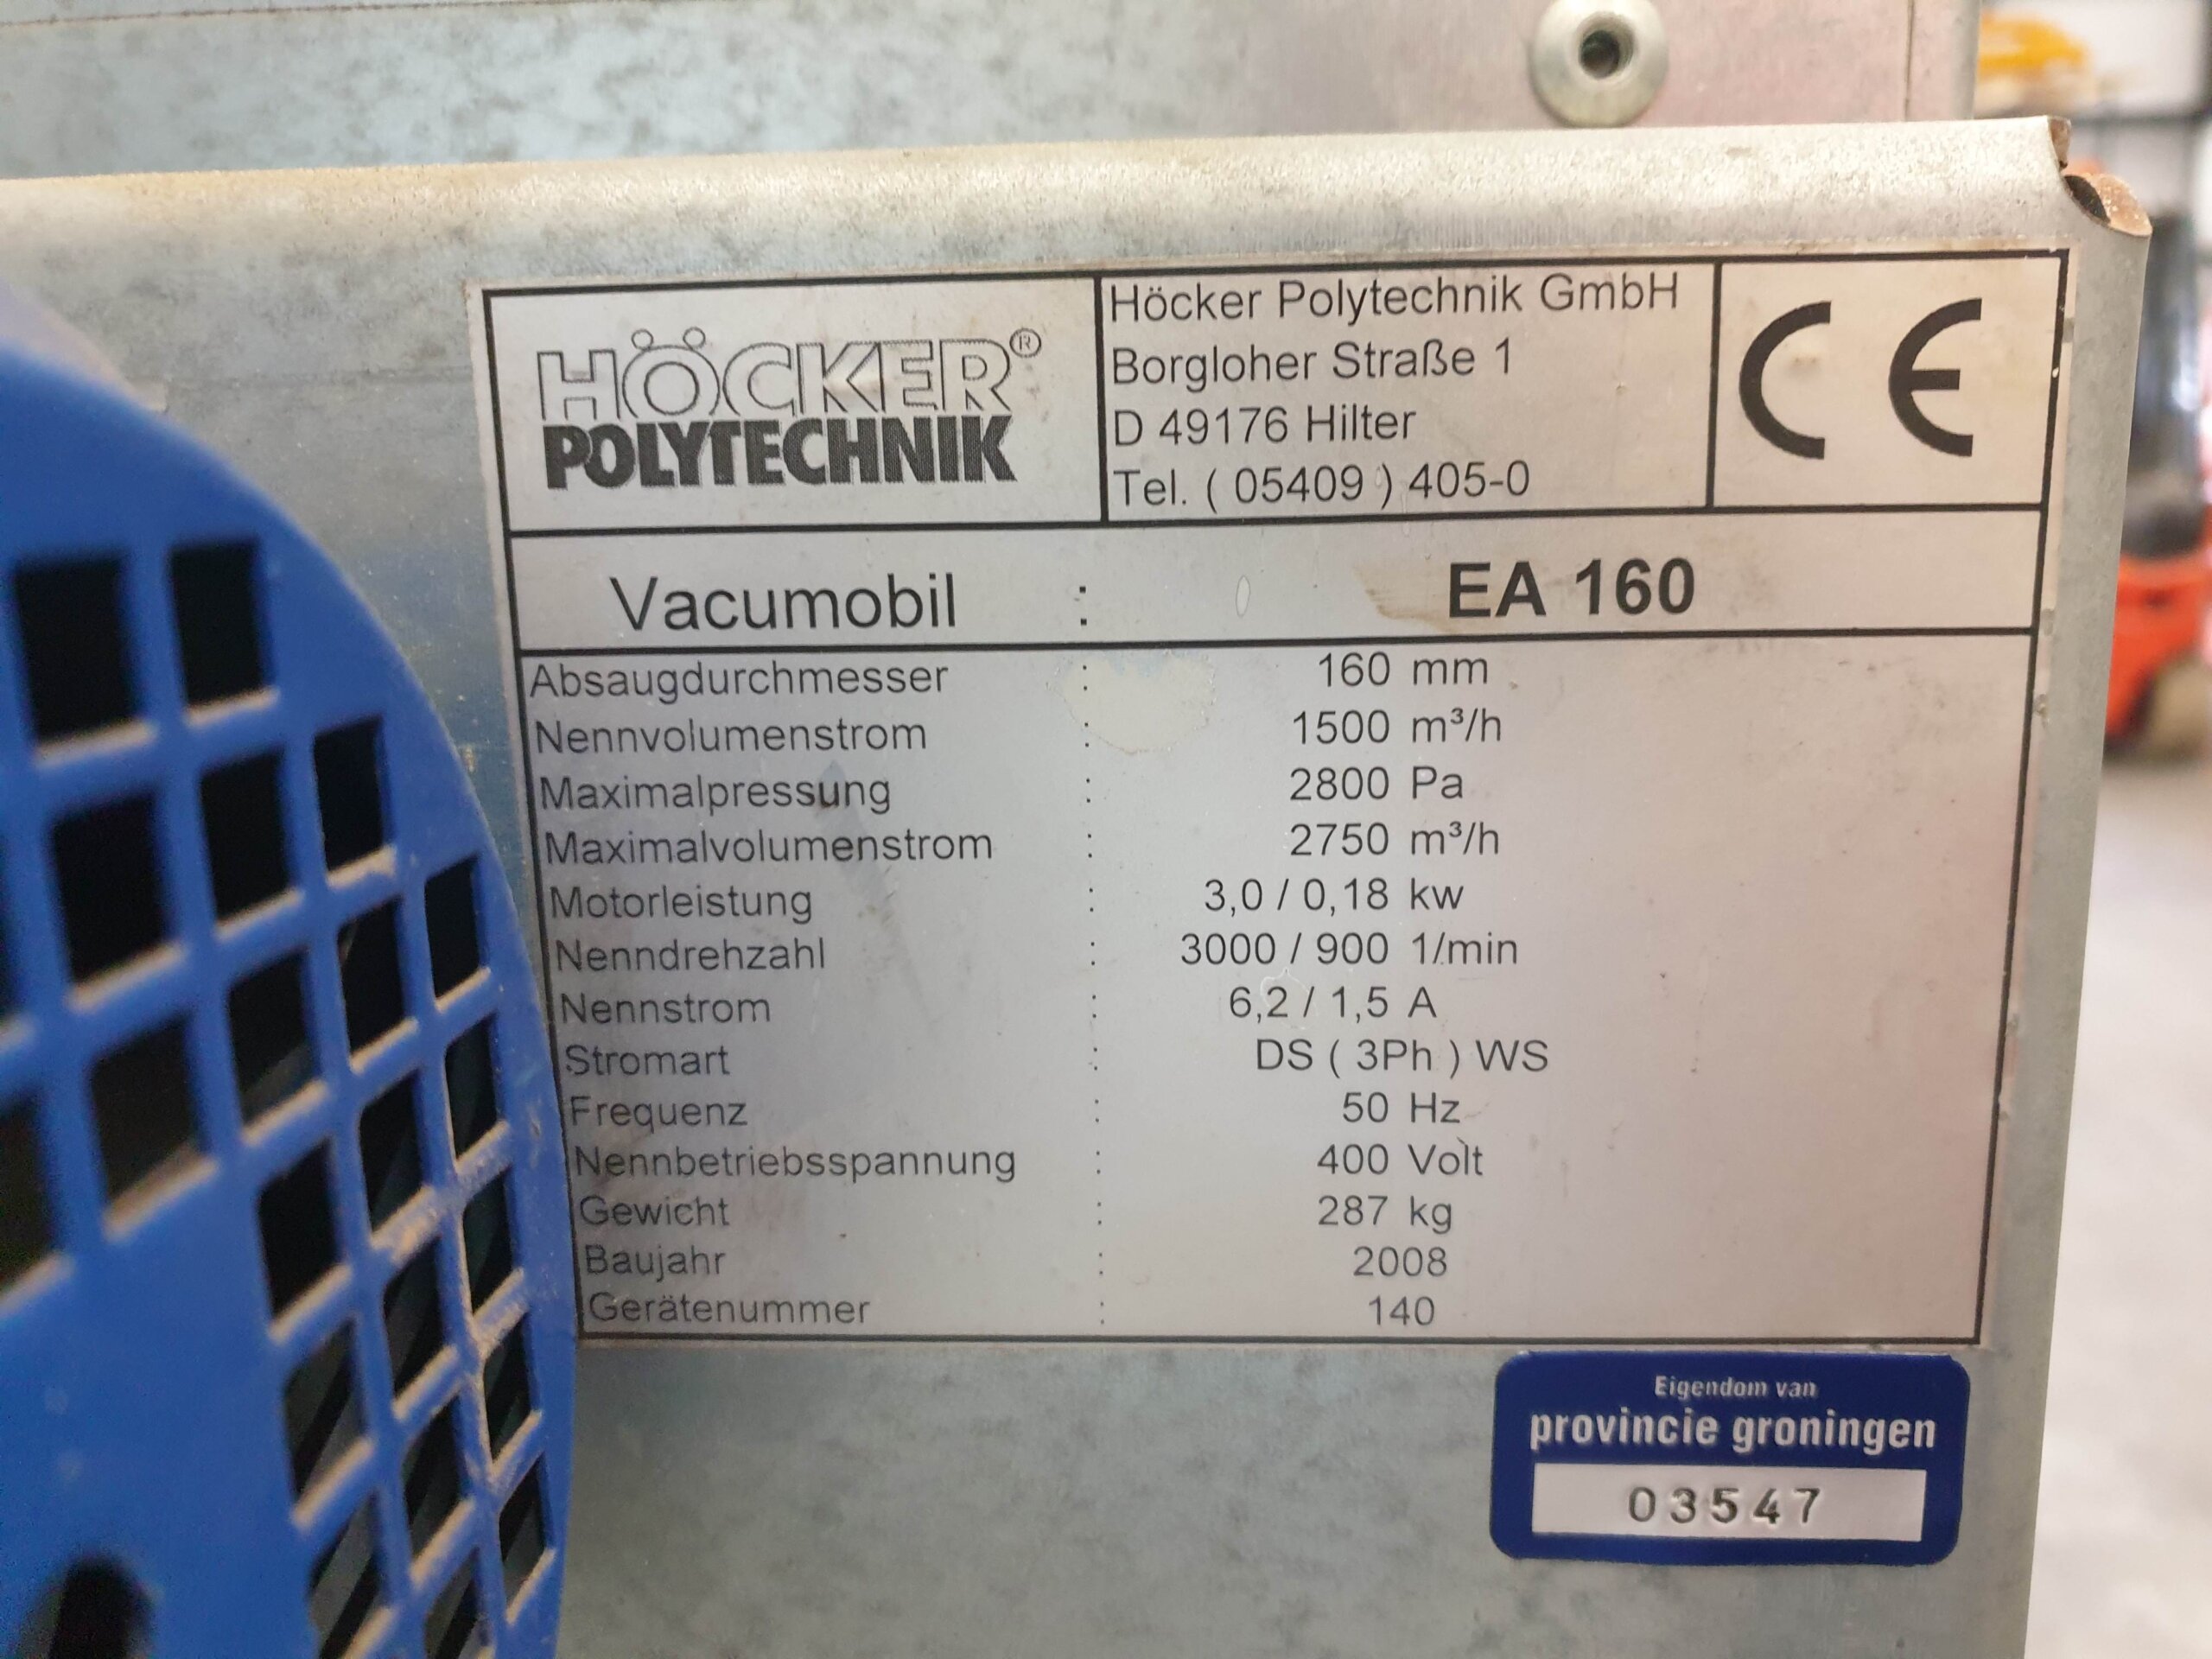 HÖCKER®
POLYTECHNIK
Höcker Polytechnik GmbH
Borgloher Straße 1
D 49176 Hilter
Tel. ( 05409 ) 405-0
CE
Vacumobil : EA 160
Absaugdurchmesser : 160 mm
Nennvolumenstrom : 1500 m³/h
Maximalpressung : 2800 Pa
Maximalvolumenstrom : 2750 m³/h
Motorleistung : 3,0 / 0,18 kw
Nenndrehzahl : 3000 / 900 1/min
Nennstrom : 6,2 / 1,5 A
Stromart : DS ( 3Ph ) WS
Frequenz : 50 Hz
Nennbetriebsspannung : 400 Volt
Gewicht : 287 kg
Baujahr : 2008
Gerätenummer : 140
Eigendom van
provincie groningen
03547